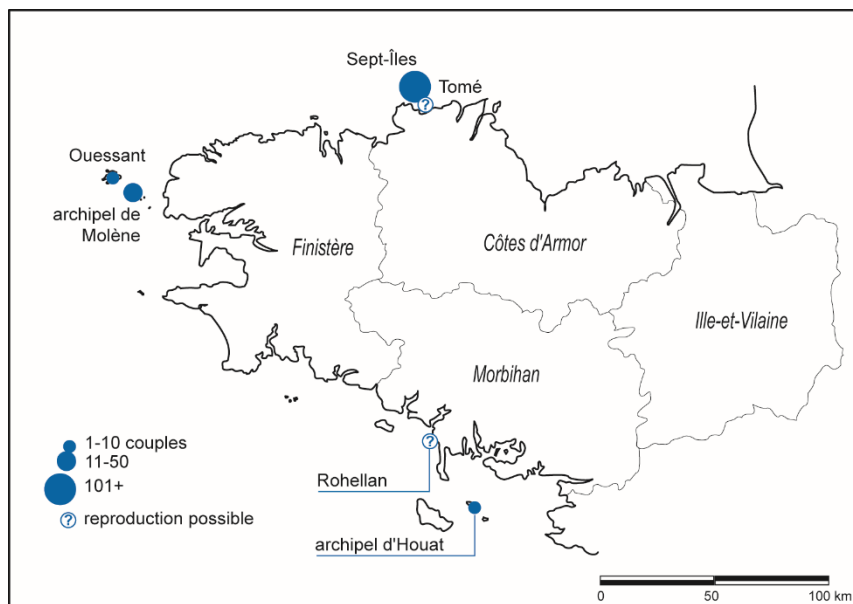 Sept-Îles
Tomé
?
Ouessant
archipel de
Molène
Finistère
Côtes d'Armor
Ille-et-Vilaine
Morbihan
1-10 couples
11-50
101+
? reproduction possible
?
Rohellan
archipel d'Houat
0 50 100 km